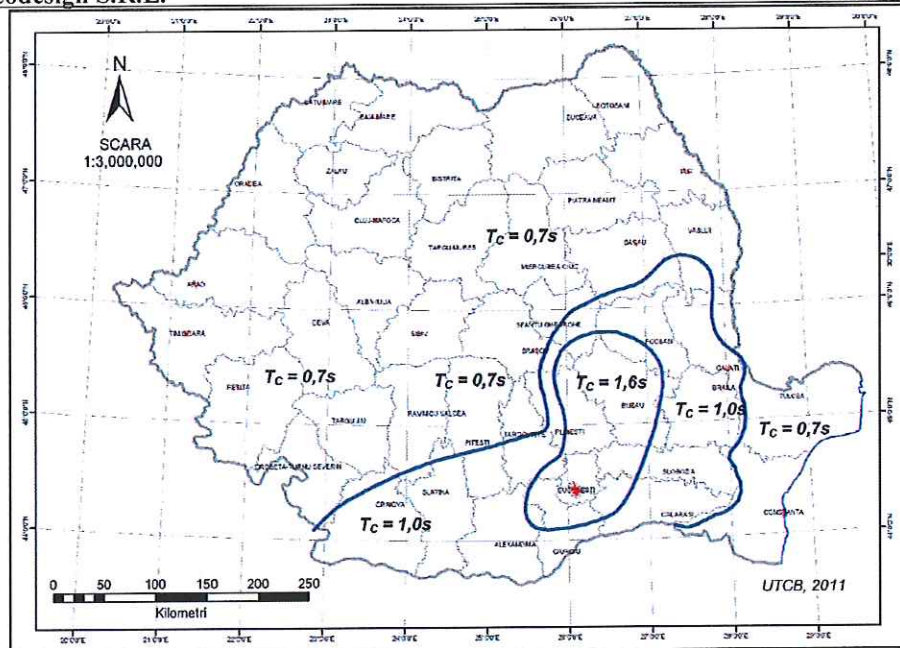 odesign S.R.L.
N
SCARA
1:3,000,000
SATU MARE
BAIA MARE
BOTOSANI
SUCEAVA
ZALAU
BISTRITA
IASI
ORADEA
CLUJ-NAPOCA
PIATRA NEAMT
TARGU MURES
T_C = 0,7s
BACAU
VASLUI
MIERCUREA CIUC
ARAD
ALBA IULIA
DEVA
SIBIU
SFANTU GHEORGHE
TIMISOARA
BRASOV
FOCSANI
GALATI
RESITA
T_C = 0,7s
T_C = 0,7s
T_C = 1,6s
BRAILA
TULCEA
BUZAU
T_C = 1,0s
TARGU JIU
RAMNICU VALCEA
T_C = 0,7s
PITESTI
TARGOVISTE
PLOIESTI
DROBETA-TURNU SEVERIN
SLOBOZIA
BUCURESTI
CRAIOVA
SLATINA
CALARASI
CONSTANTA
T_C = 1,0s
ALEXANDRIA
GIURGIU
0 50 100 150 200 250
Kilometri
UTCB, 2011